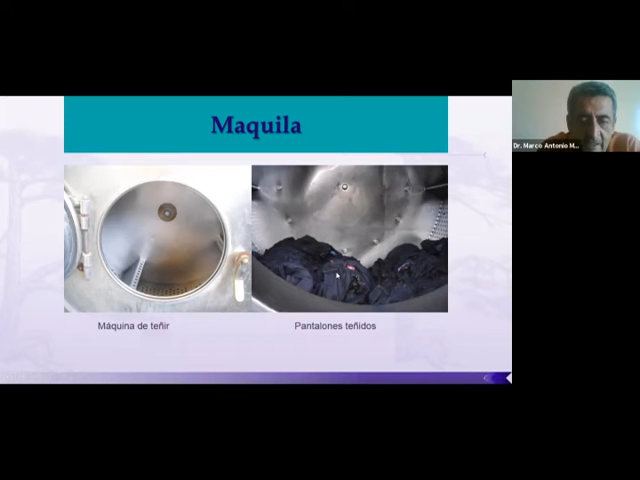 Maquila
Dr. Marco Antonio M...
Máquina de teñir
Pantalones teñidos